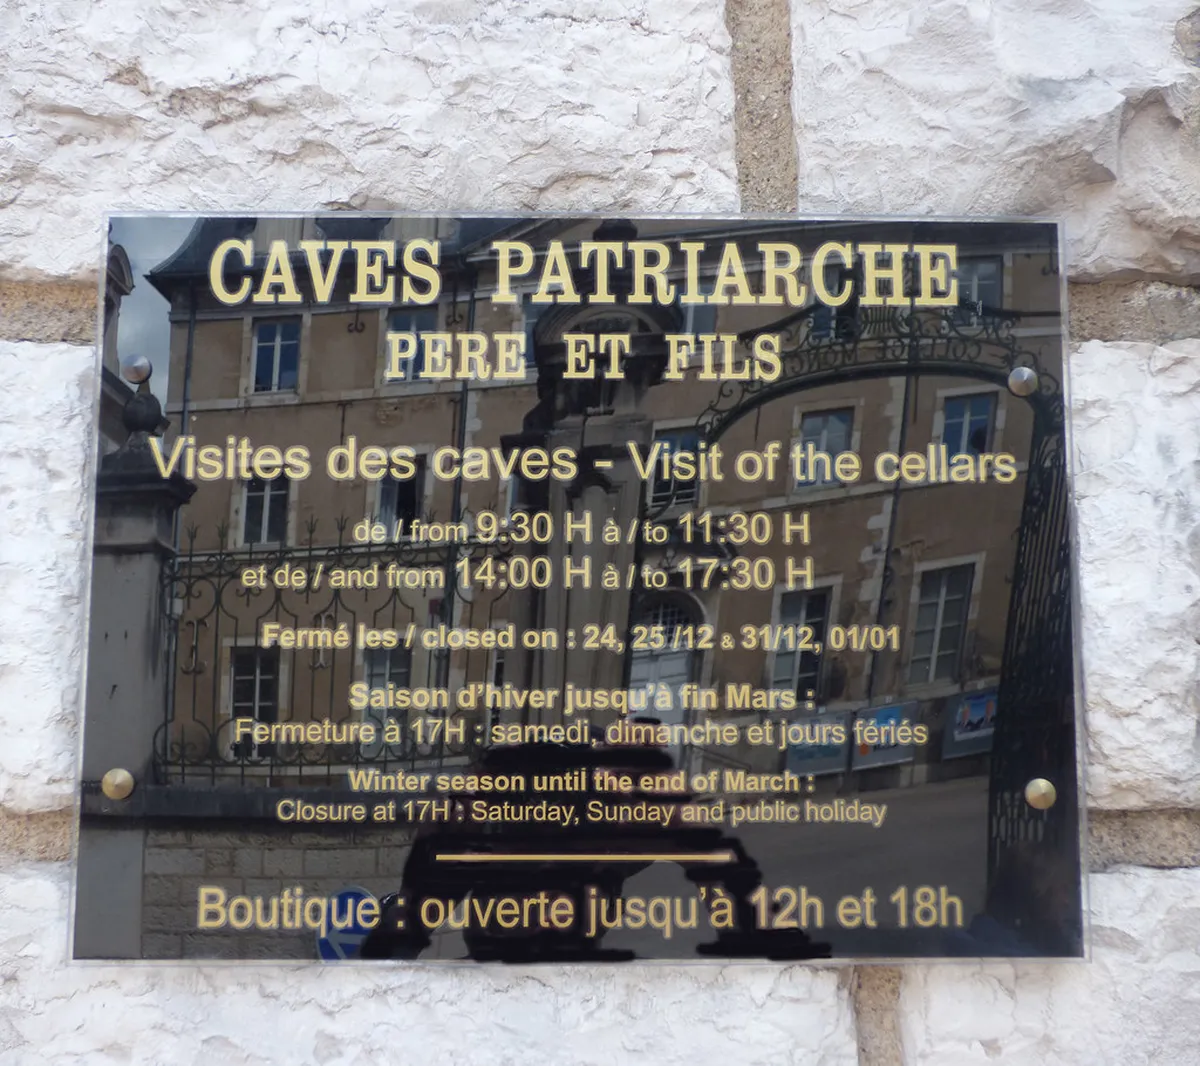 CAVES PATRIARCHE
PERE ET FILS
Visites des caves - Visit of the cellars
de / from 9:30 H à / to 11:30 H
et de / and from 14:00 H à / to 17:30 H
Fermé les / closed on : 24, 25 /12 & 31/12, 01/01
Saison d'hiver jusqu'à fin Mars :
Fermeture à 17H : samedi, dimanche et jours fériés
Winter season until the end of March :
Closure at 17H : Saturday, Sunday and public holiday
Boutique : ouverte jusqu'à 12h et 18h